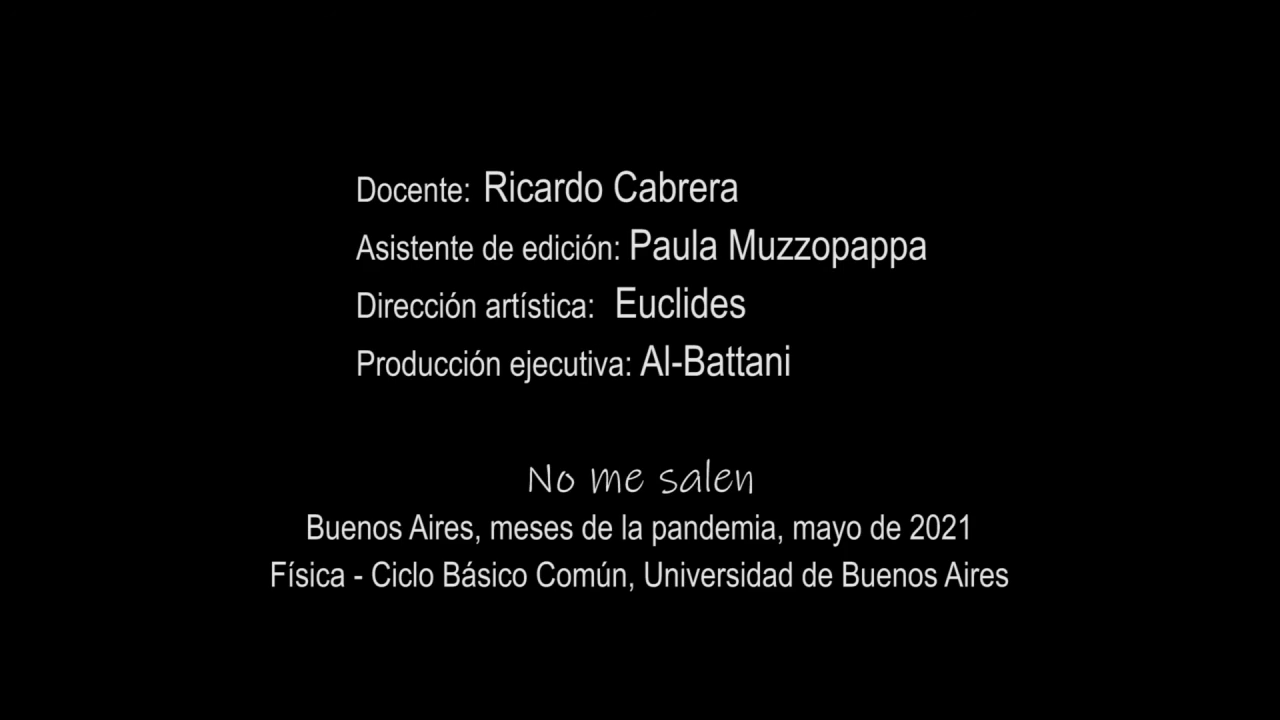 Docente: Ricardo Cabrera
Asistente de edición: Paula Muzzopappa
Dirección artística: Euclides
Producción ejecutiva: Al-Battani
No me salen
Buenos Aires, meses de la pandemia, mayo de 2021
Física - Ciclo Básico Común, Universidad de Buenos Aires